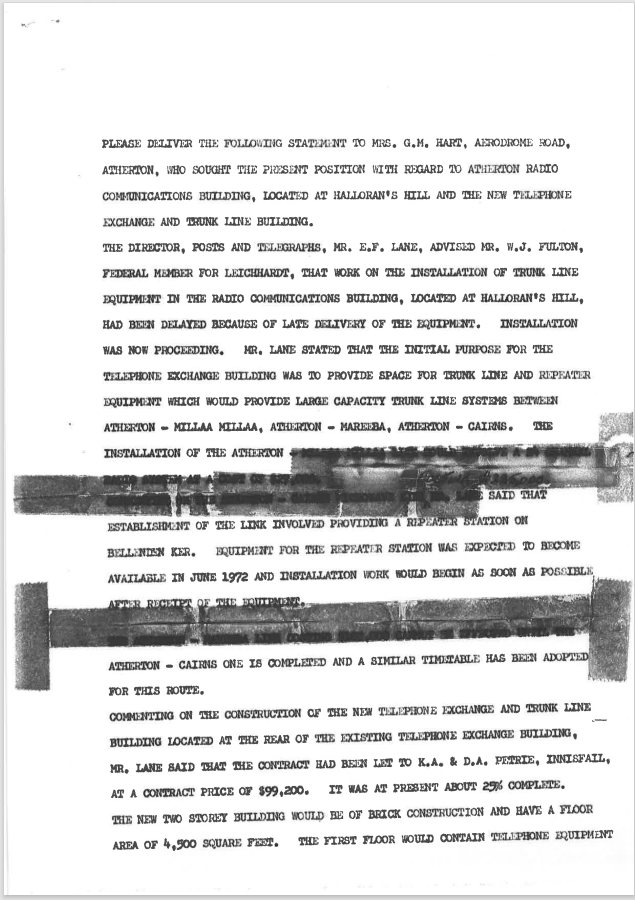 PLEASE DELIVER THE FOLLOWING STATEMENT TO MRS. G.M. HART, AERODROME ROAD,
ATHERTON, WHO SOUGHT THE PRESENT POSITION WITH REGARD TO ATHERTON RADIO
COMMUNICATIONS BUILDING, LOCATED AT HALLORAN'S HILL AND THE NEW TELEPHONE
EXCHANGE AND TRUNK LINE BUILDING.
THE DIRECTOR, POSTS AND TELEGRAPHS, MR. E.F. LANE, ADVISED MR. W.J. FULTON,
FEDERAL MEMBER FOR LEICHHARDT, THAT WORK ON THE INSTALLATION OF TRUNK LINE
EQUIPMENT IN THE RADIO COMMUNICATIONS BUILDING, LOCATED AT HALLORAN'S HILL,
HAD BEEN DELAYED BECAUSE OF LATE DELIVERY OF THE EQUIPMENT. INSTALLATION
WAS NOW PROCEEDING. MR. LANE STATED THAT THE INITIAL PURPOSE FOR THE
TELEPHONE EXCHANGE BUILDING WAS TO PROVIDE SPACE FOR TRUNK LINE AND REPEATER
EQUIPMENT WHICH WOULD PROVIDE LARGE CAPACITY TRUNK LINE SYSTEMS BETWEEN
ATHERTON - MILLAA MILLAA, ATHERTON - MAREEBA, ATHERTON - CAIRNS. THE
INSTALLATION OF THE ATHERTON -
RADIO SYSTEM AT A COST OF
SAID THAT
ESTABLISHMENT OF THE LINK INVOLVED PROVIDING A REPEATER STATION ON
BELLENDEN KER. EQUIPMENT FOR THE REPEATER STATION WAS EXPECTED TO BECOME
AVAILABLE IN JUNE 1972 AND INSTALLATION WORK WOULD BEGIN AS SOON AS POSSIBLE
AFTER RECEIPT OF THE EQUIPMENT.
ATHERTON - CAIRNS ONE IS COMPLETED AND A SIMILAR TIMETABLE HAS BEEN ADOPTED
FOR THIS ROUTE.
COMMENTING ON THE CONSTRUCTION OF THE NEW TELEPHONE EXCHANGE AND TRUNK LINE
BUILDING LOCATED AT THE REAR OF THE EXISTING TELEPHONE EXCHANGE BUILDING,
MR. LANE SAID THAT THE CONTRACT HAD BEEN LET TO K.A. & D.A. PETRIE, INNISFAIL,
AT A CONTRACT PRICE OF $99,200. IT WAS AT PRESENT ABOUT 25% COMPLETE.
THE NEW TWO STOREY BUILDING WOULD BE OF BRICK CONSTRUCTION AND HAVE A FLOOR
AREA OF 4,500 SQUARE FEET. THE FIRST FLOOR WOULD CONTAIN TELEPHONE EQUIPMENT